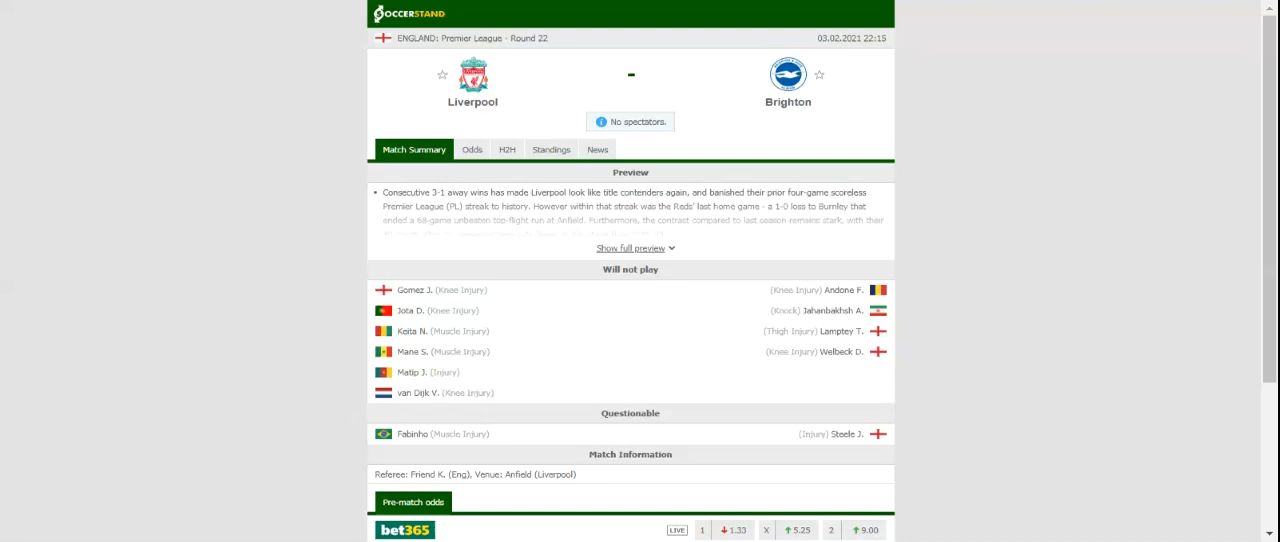 SOCCERSTAND
ENGLAND: Premier League - Round 22 03.02.2021 22:15
-
Liverpool Brighton
No spectators.
Match Summary Odds H2H Standings News
Preview
Consecutive 3-1 away wins has made Liverpool look like title contenders again, and banished their prior four-game scoreless
Premier League (PL) streak to history. However within that streak was the Reds' last home game - a 1-0 loss to Burnley that
ended a 68-game unbeaten top-flight run at Anfield. Furthermore, the contrast compared to last season remains stark, with their
Show full preview
Will not play
Gomez J. (Knee Injury) (Knee Injury) Andone F.
Jota D. (Knee Injury) (Knock) Jahanbakhsh A.
Keita N. (Muscle Injury) (Thigh Injury) Lamptey T.
Mane S. (Muscle Injury) (Knee Injury) Welbeck D.
Matip J. (Injury)
van Dijk V. (Knee Injury)
Questionable
Fabinho (Muscle Injury) (Injury) Steele J.
Match Information
Referee: Friend K. (Eng), Venue: Anfield (Liverpool)
Pre-match odds
bet365 LIVE 1 1.33 X 5.25 2 9.00